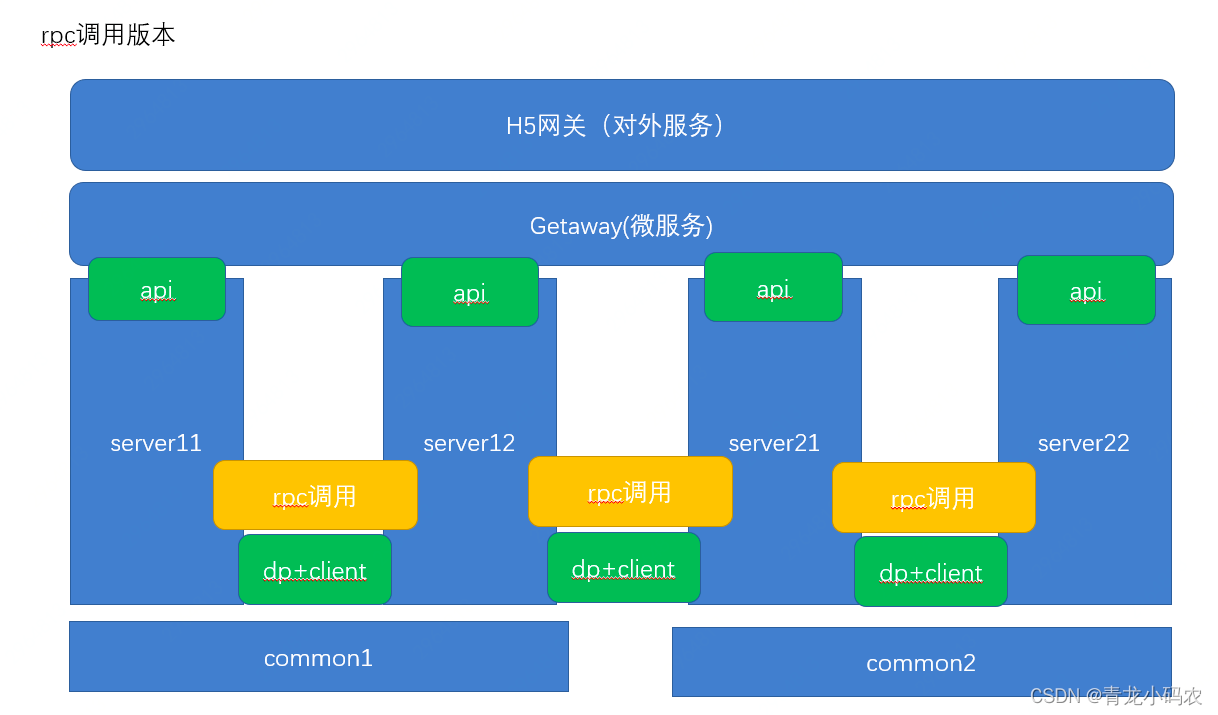 rpc调用版本
H5网关（对外服务）
Getaway(微服务)
api
api
api
api
server11
server12
server21
server22
rpc调用
rpc调用
rpc调用
dp+client
dp+client
dp+client
common1
common2
CSDN @青龙小码农